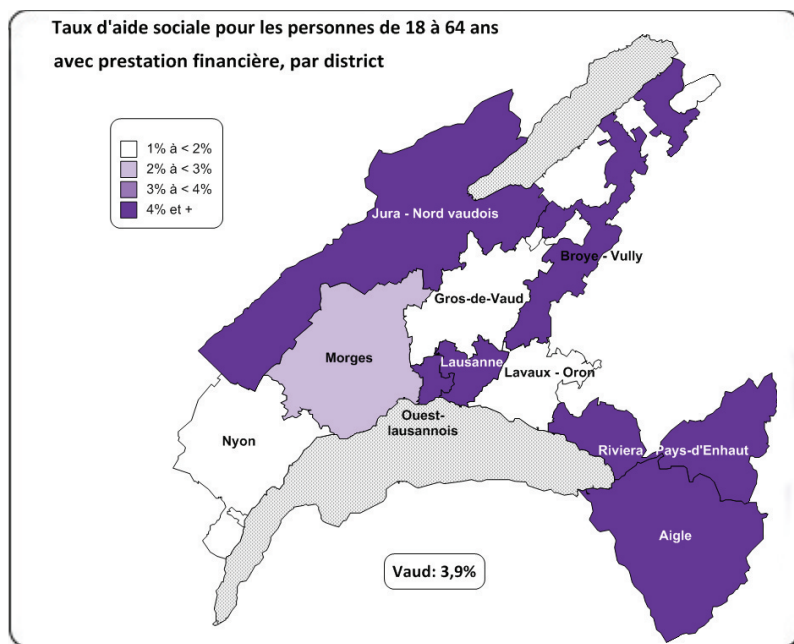 Taux d'aide sociale pour les personnes de 18 à 64 ans
avec prestation financière, par district
1% à < 2%
2% à < 3%
3% à < 4%
4% et +
Jura - Nord vaudois
Broye - Vully
Gros-de-Vaud
Morges
Lausanne
Lavaux - Oron
Ouest-
lausannois
Nyon
Riviera - Pays-d'Enhaut
Aigle
Vaud: 3,9%